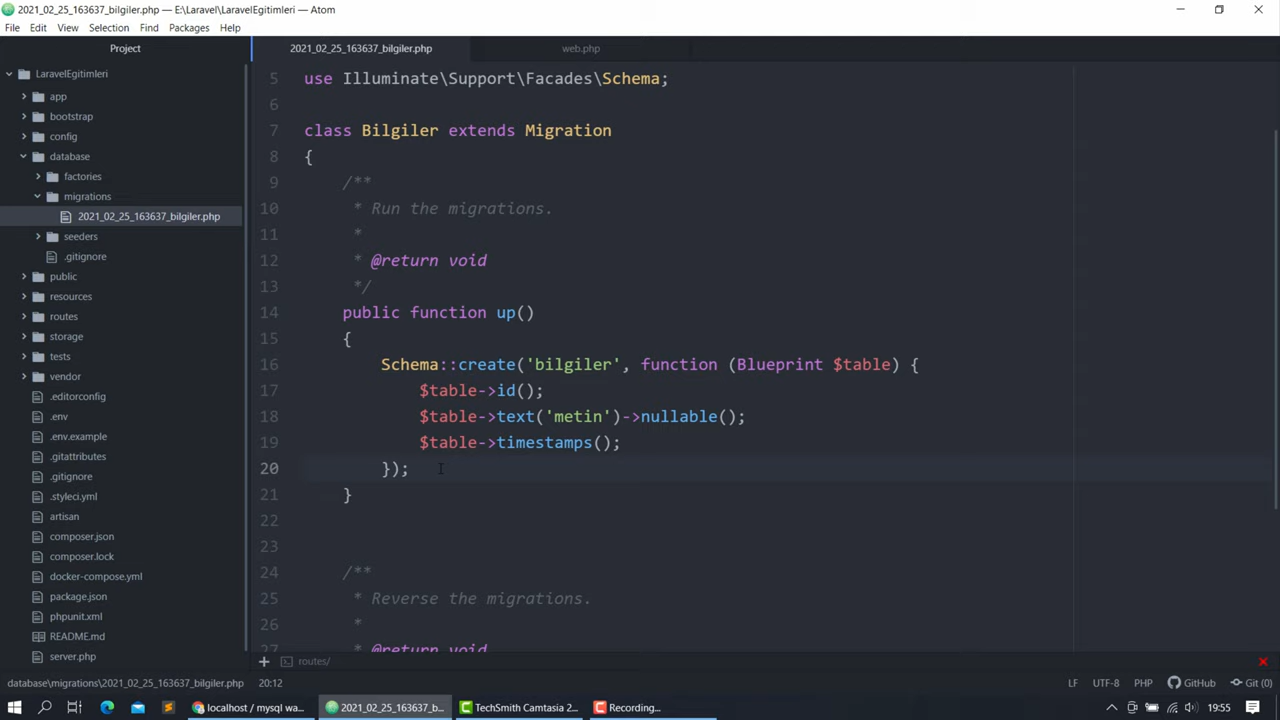 2021_02_25_163637_bilgiler.php — E:\Laravel\LaravelEgitimleri — Atom
File Edit View Selection Find Packages Help
Project
2021_02_25_163637_bilgiler.php
web.php
LaravelEgitimleri
app
bootstrap
config
database
factories
migrations
2021_02_25_163637_bilgiler.php
seeders
.gitignore
public
resources
routes
storage
tests
vendor
.editorconfig
.env
.env.example
.gitattributes
.gitignore
.styleci.yml
artisan
composer.json
composer.lock
docker-compose.yml
package.json
phpunit.xml
README.md
server.php
5 use Illuminate\Support\Facades\Schema;
6
7 class Bilgiler extends Migration
8 {
9 /**
10 * Run the migrations.
11 *
12 * @return void
13 */
14 public function up()
15 {
16 Schema::create('bilgiler', function (Blueprint $table) {
17 $table->id();
18 $table->text('metin')->nullable();
19 $table->timestamps();
20 });
21 }
22
23
24 /**
25 * Reverse the migrations.
26 *
27 * @return void
routes/
database\migrations\2021_02_25_163637_bilgiler.php 20:12
LF UTF-8 PHP GitHub Git (0)
localhost / mysql wa...
2021_02_25_163637_b...
TechSmith Camtasia 2...
Recording...
19:55